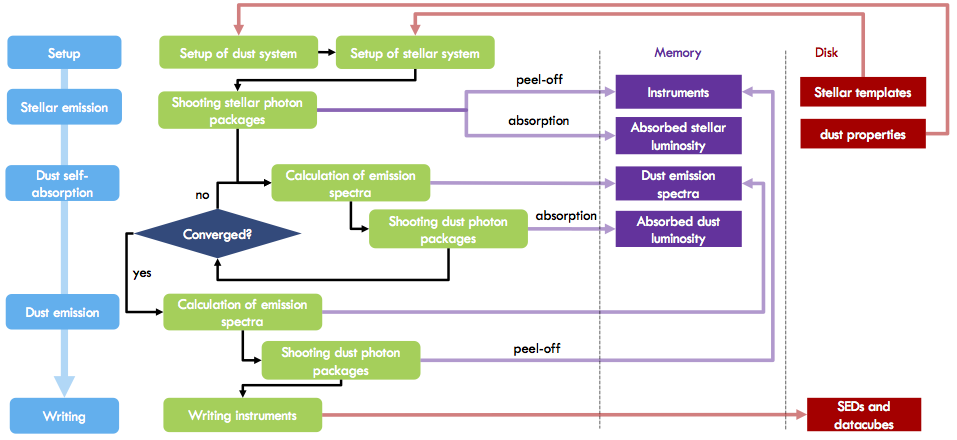 Setup
Setup of dust system
Setup of stellar system
Memory
Disk
Stellar emission
Shooting stellar photon
packages
peel-off
absorption
Instruments
Absorbed stellar
luminosity
Stellar templates
dust properties
Dust self-
absorption
no
Calculation of emission
spectra
Dust emission
spectra
Converged?
Shooting dust photon
packages
absorption
Absorbed dust
luminosity
yes
Dust emission
Calculation of emission
spectra
Shooting dust photon
packages
peel-off
Writing
Writing instruments
SEDs and
datacubes